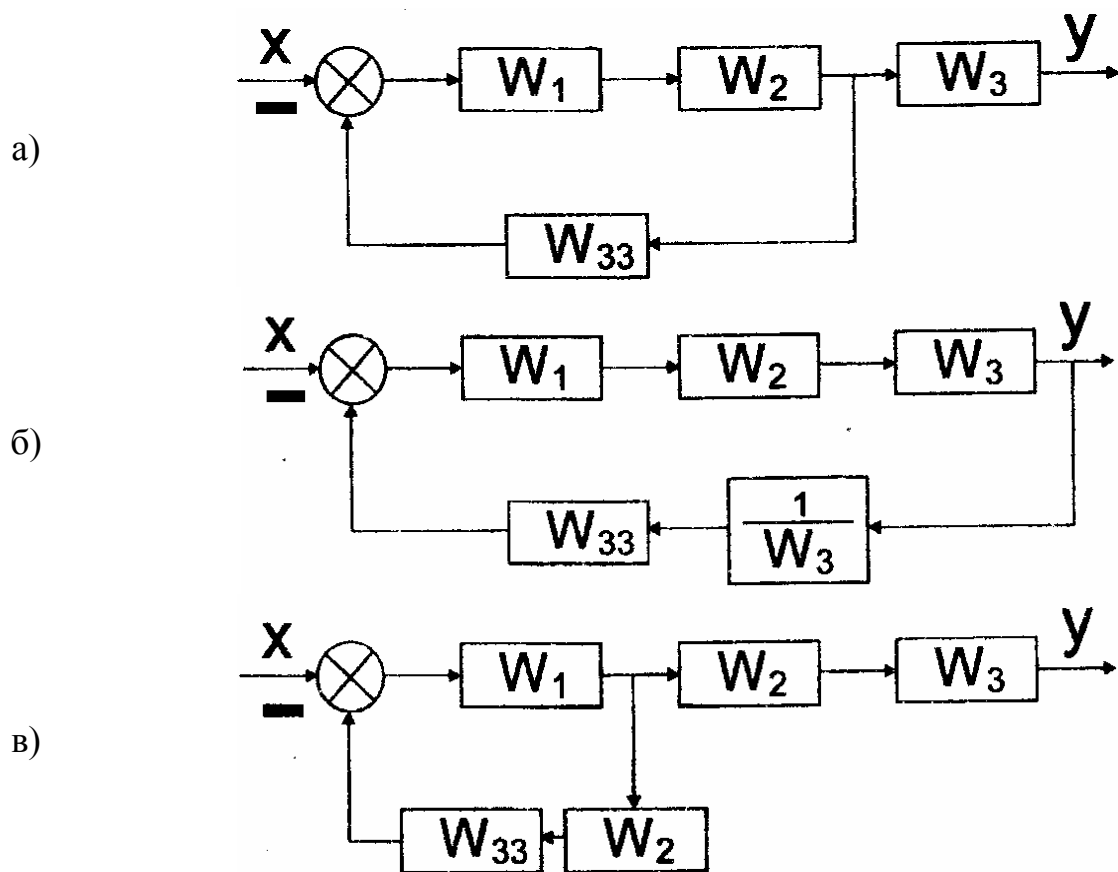 x W₁ W₂ W₃ y
а)
W₃₃
x W₁ W₂ W₃ y
б)
W₃₃ 1/W₃
x W₁ W₂ W₃ y
в)
W₃₃ W₂